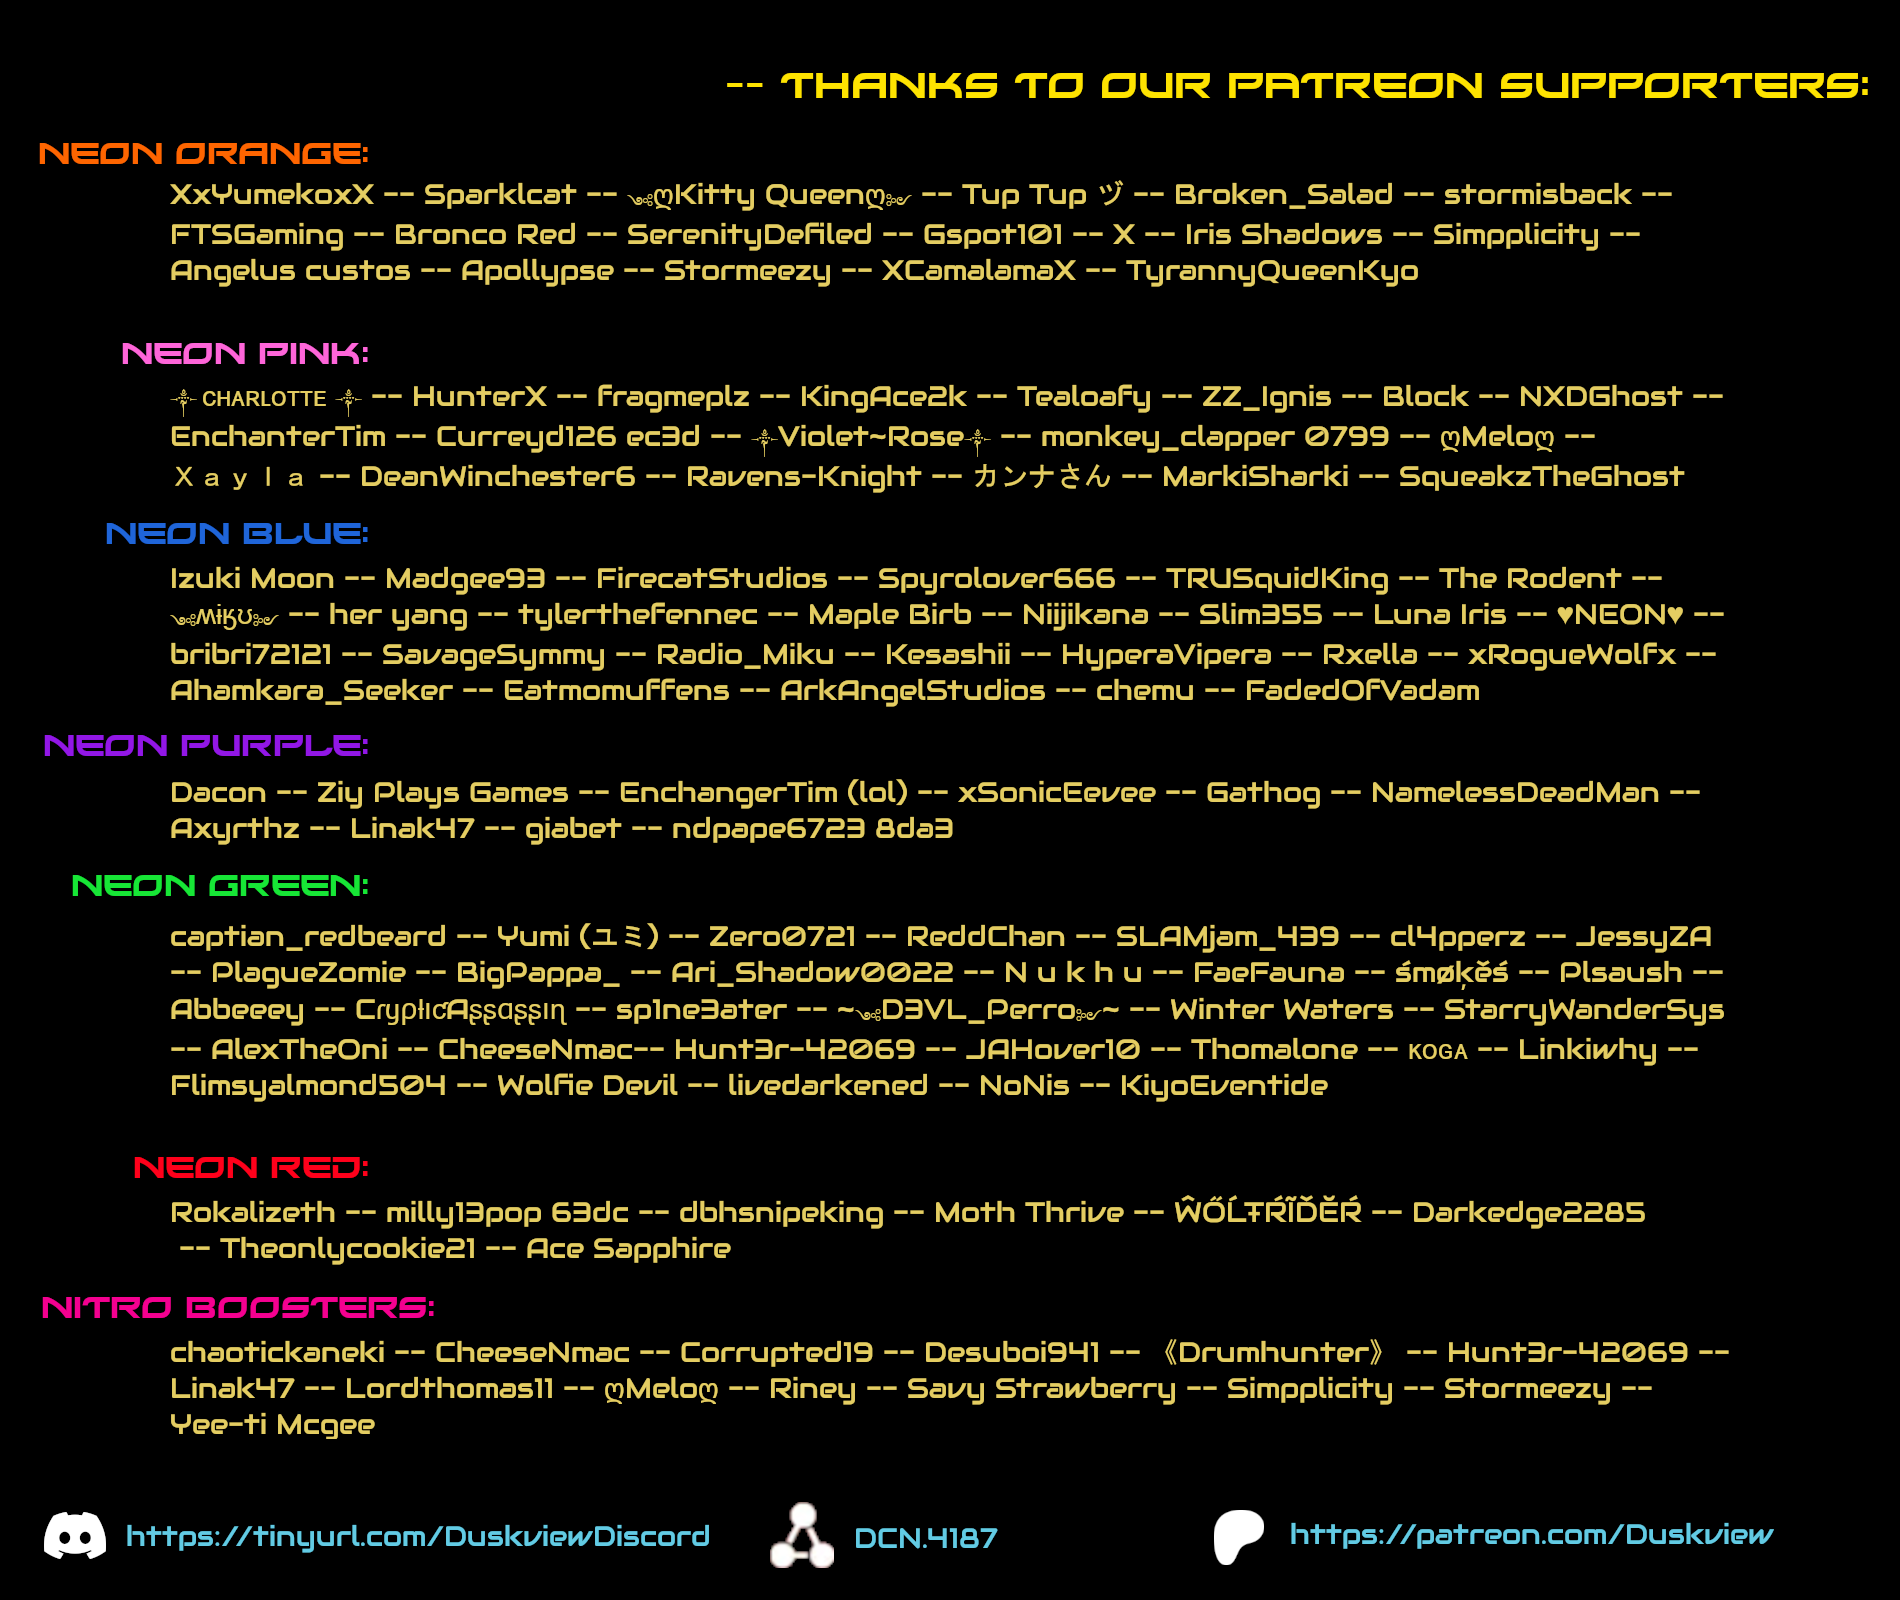 -- THANKS TO OUR PATREON SUPPORTERS:
NEON ORANGE:
XxYumekoxX -- Sparklcat -- ༺ღKitty Queenღ༻ -- Tup Tup ヅ -- Broken_Salad -- stormisback --
FTSGaming -- Bronco Red -- SerenityDefiled -- Gspot101 -- X -- Iris Shadows -- Simpplicity --
Angelus custos -- Apollypse -- Stormeezy -- XCamalamaX -- TyrannyQueenKyo
NEON PINK:
༒ ᴄʜᴀʀʟᴏᴛᴛᴇ ༒ -- HunterX -- fragmeplz -- KingAce2k -- Tealoafy -- ZZ_Ignis -- Block -- NXDGhost --
EnchanterTim -- Curreyd126 ec3d -- ༒Violet~Rose༒ -- monkey_clapper 0799 -- ღMeloღ --
Ｘａｙｌａ -- DeanWinchester6 -- Ravens-Knight -- カンナさん -- MarkiSharki -- SqueakzTheGhost
NEON BLUE:
Izuki Moon -- Madgee93 -- FirecatStudios -- Spyrolover666 -- TRUSquidKing -- The Rodent --
༺ʍɨӄʊ༻ -- her yang -- tylerthefennec -- Maple Birb -- Niijikana -- Slim355 -- Luna Iris -- ♥NEON♥ --
bribri72121 -- SavageSymmy -- Radio_Miku -- Kesashii -- HyperaVipera -- Rxella -- xRogueWolfx --
Ahamkara_Seeker -- Eatmomuffens -- ArkAngelStudios -- chemu -- FadedOfVadam
NEON PURPLE:
Dacon -- Ziy Plays Games -- EnchangerTim (lol) -- xSonicEevee -- Gathog -- NamelessDeadMan --
Axyrthz -- Linak47 -- giabet -- ndpape6723 8da3
NEON GREEN:
captian_redbeard -- Yumi (ユミ) -- Zero0721 -- ReddChan -- SLAMjam_439 -- cl4pperz -- JessyZA
-- PlagueZomie -- BigPappa_ -- Ari_Shadow0022 -- N u k h u -- FaeFauna -- śmøķěś -- Plsaush --
Abbeeey -- CɾყρƚιƈAʂʂαʂʂιɳ -- sp1ne3ater -- ~༺D3VL_Perro༻~ -- Winter Waters -- StarryWanderSys
-- AlexTheOni -- CheeseNmac-- Hunt3r-42069 -- JAHover10 -- Thomalone -- ᴋᴏɢᴀ -- Linkiwhy --
Flimsyalmond504 -- Wolfie Devil -- livedarkened -- NoNis -- KiyoEventide
NEON RED:
Rokalizeth -- milly13pop 63dc -- dbhsnipeking -- Moth Thrive -- ŴŐĹŦŔĨĎĔŔ -- Darkedge2285
-- Theonlycookie21 -- Ace Sapphire
NITRO BOOSTERS:
chaotickaneki -- CheeseNmac -- Corrupted19 -- Desuboi941 -- 《Drumhunter》 -- Hunt3r-42069 --
Linak47 -- Lordthomas11 -- ღMeloღ -- Riney -- Savy Strawberry -- Simpplicity -- Stormeezy --
Yee-ti Mcgee
https://tinyurl.com/DuskviewDiscord
DCN.4187
https://patreon.com/Duskview